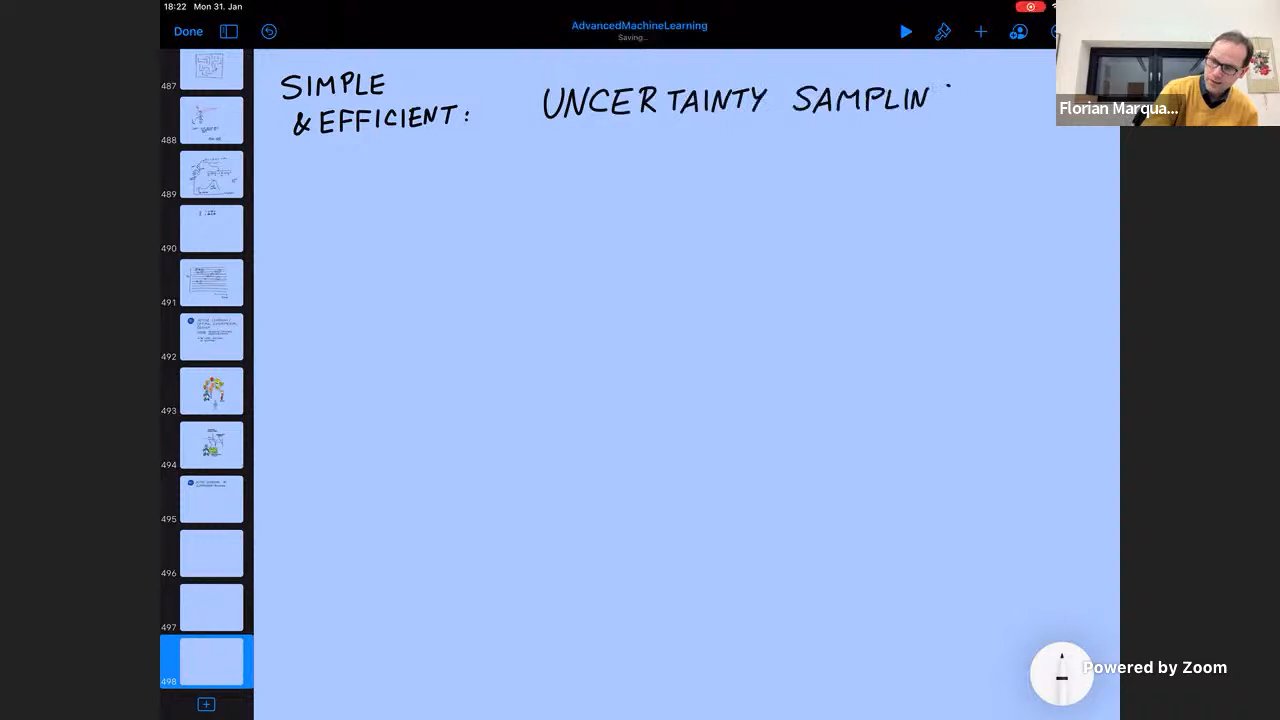 18:22 Mon 31. Jan
Done
AdvancedMachineLearning
Saving...
SIMPLE
& EFFICIENT:
UNCERTAINTY SAMPLIN
Florian Marqua...
487
488
489
490
491
492
493
494
495
496
497
498
Powered by Zoom